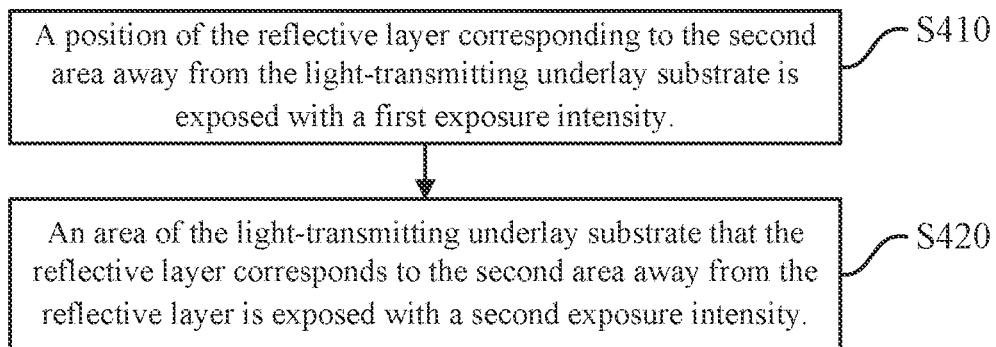 A position of the reflective layer corresponding to the second
area away from the light-transmitting underlay substrate is
exposed with a first exposure intensity.
S410
An area of the light-transmitting underlay substrate that the
reflective layer corresponds to the second area away from the
reflective layer is exposed with a second exposure intensity.
S420